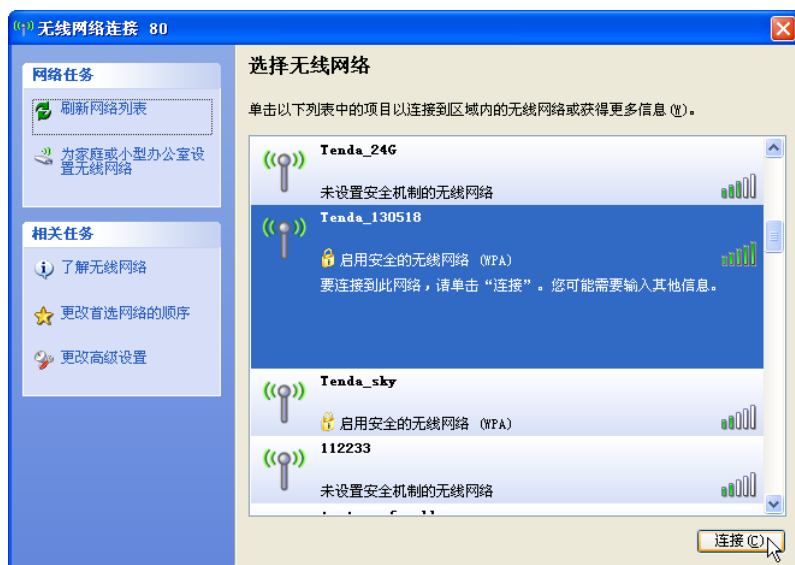 无线网络连接 80
网络任务
刷新网络列表
为家庭或小型办公室设
置无线网络
相关任务
了解无线网络
更改首选网络的顺序
更改高级设置
选择无线网络
单击以下列表中的项目以连接到区域内的无线网络或获得更多信息(W)。
Tenda_24G
未设置安全机制的无线网络
Tenda_130518
启用安全的无线网络 (WPA)
要连接到此网络，请单击“连接”。您可能需要输入其他信息。
Tenda_sky
启用安全的无线网络 (WPA)
112233
未设置安全机制的无线网络
连接(C)